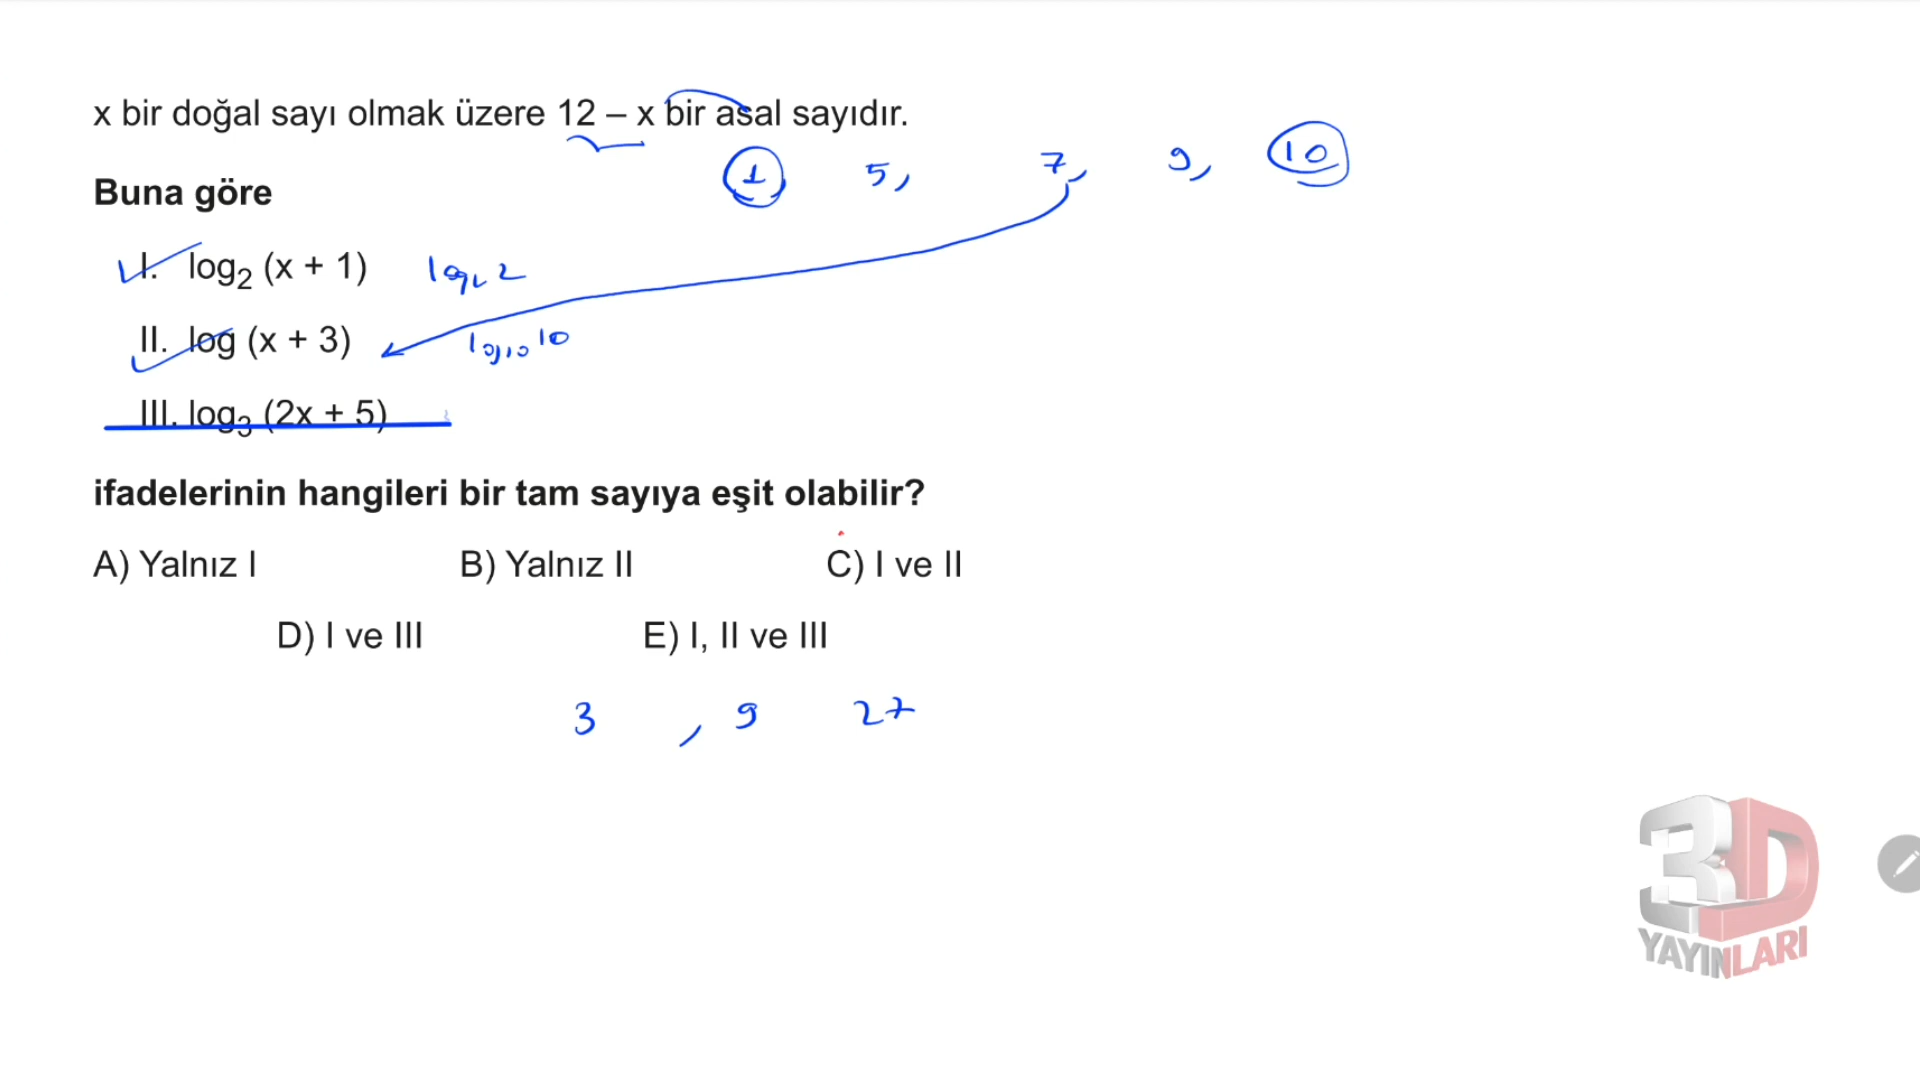 x bir doğal sayı olmak üzere 12 – x bir asal sayıdır.
1 5, 7, 9, 10
Buna göre
I. log₂ (x + 1) log₂ 2
II. log (x + 3) log₁₀ 10
III. log₃ (2x + 5)
ifadelerinin hangileri bir tam sayıya eşit olabilir?
A) Yalnız I B) Yalnız II C) I ve II
D) I ve III E) I, II ve III
3 , 9 27
3D
YAYINLARI